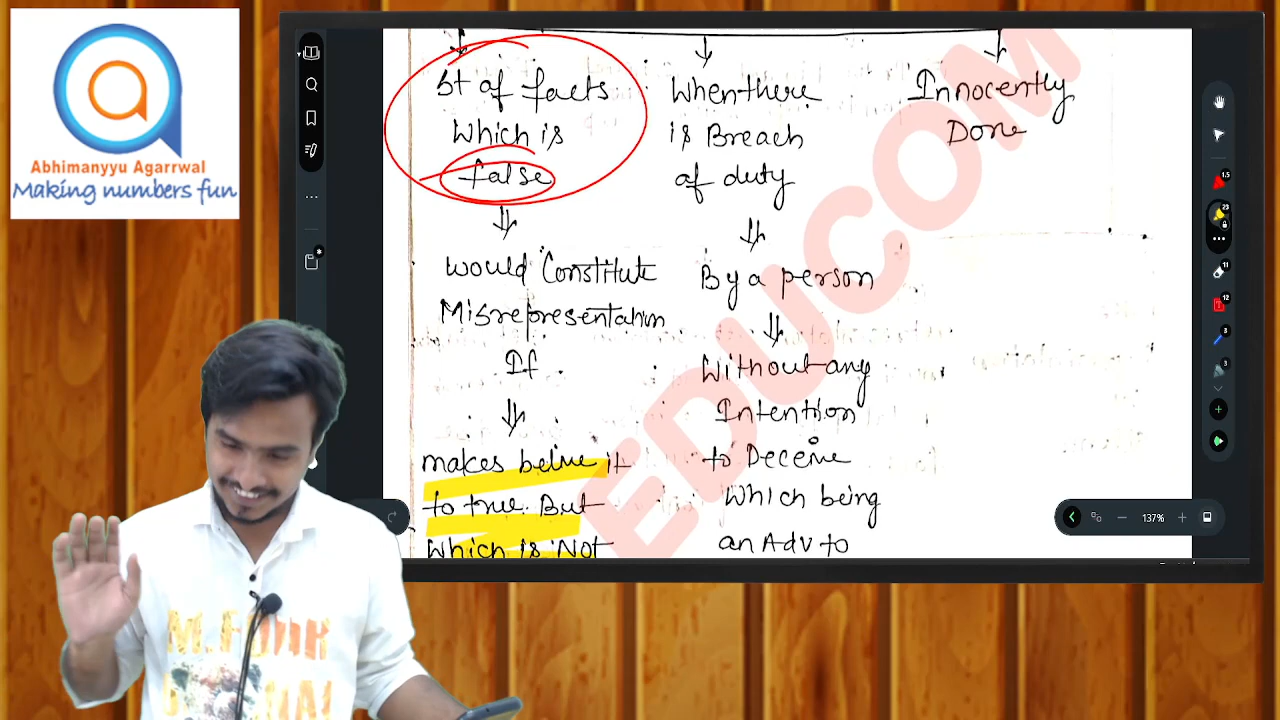 Abhimanyyu Agarrwal
Making numbers fun
St of facts
Which is
false
would Constitute
Misrepresentation
If
makes belive it
to true. But
Which is Not
When there
is Breach
of duty
By a person
Without any
Intention
to Deceive
Which being
an Adv to
Innocently
Done
EDUCOM
137%